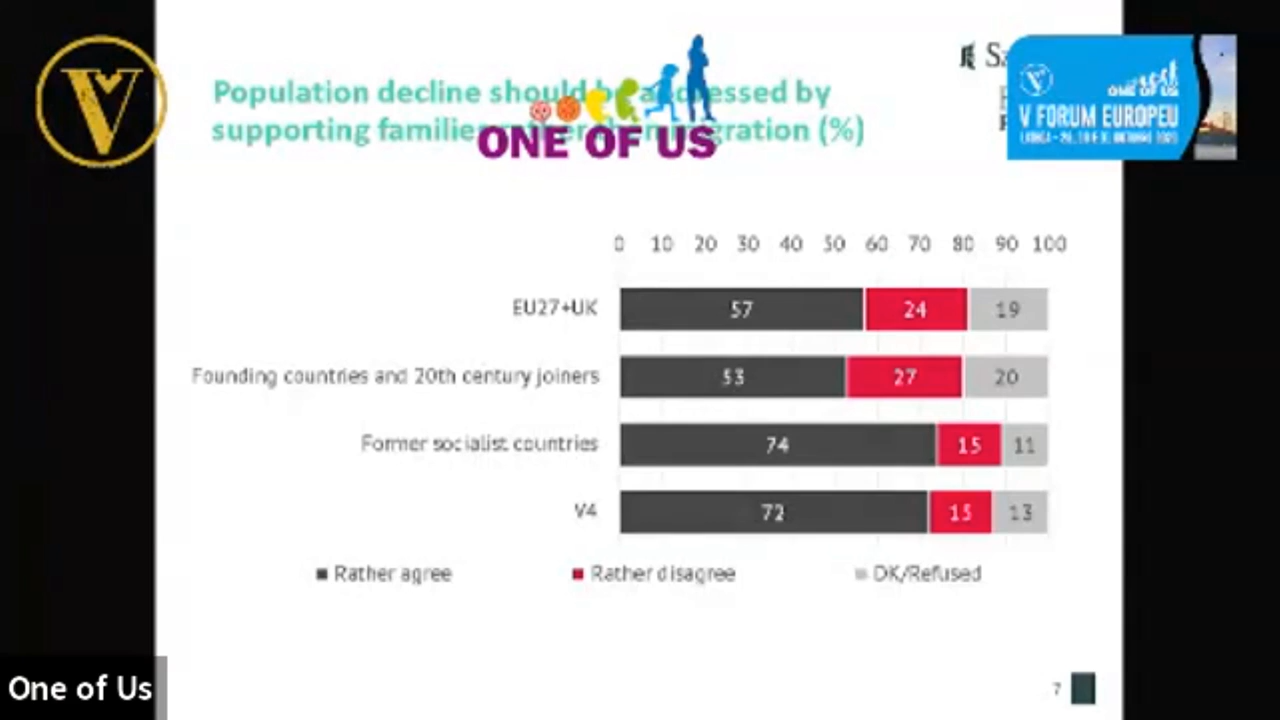 V
Population decline should be addressed by
supporting families rather than migration (%)
ONE OF US
ONE OF US
V FORUM EUROPEU
0 10 20 30 40 50 60 70 80 90 100
EU27+UK 57 24 19
Founding countries and 20th century joiners 53 27 20
Former socialist countries 74 15 11
V4 72 15 13
Rather agree Rather disagree DK/Refused
7
One of Us